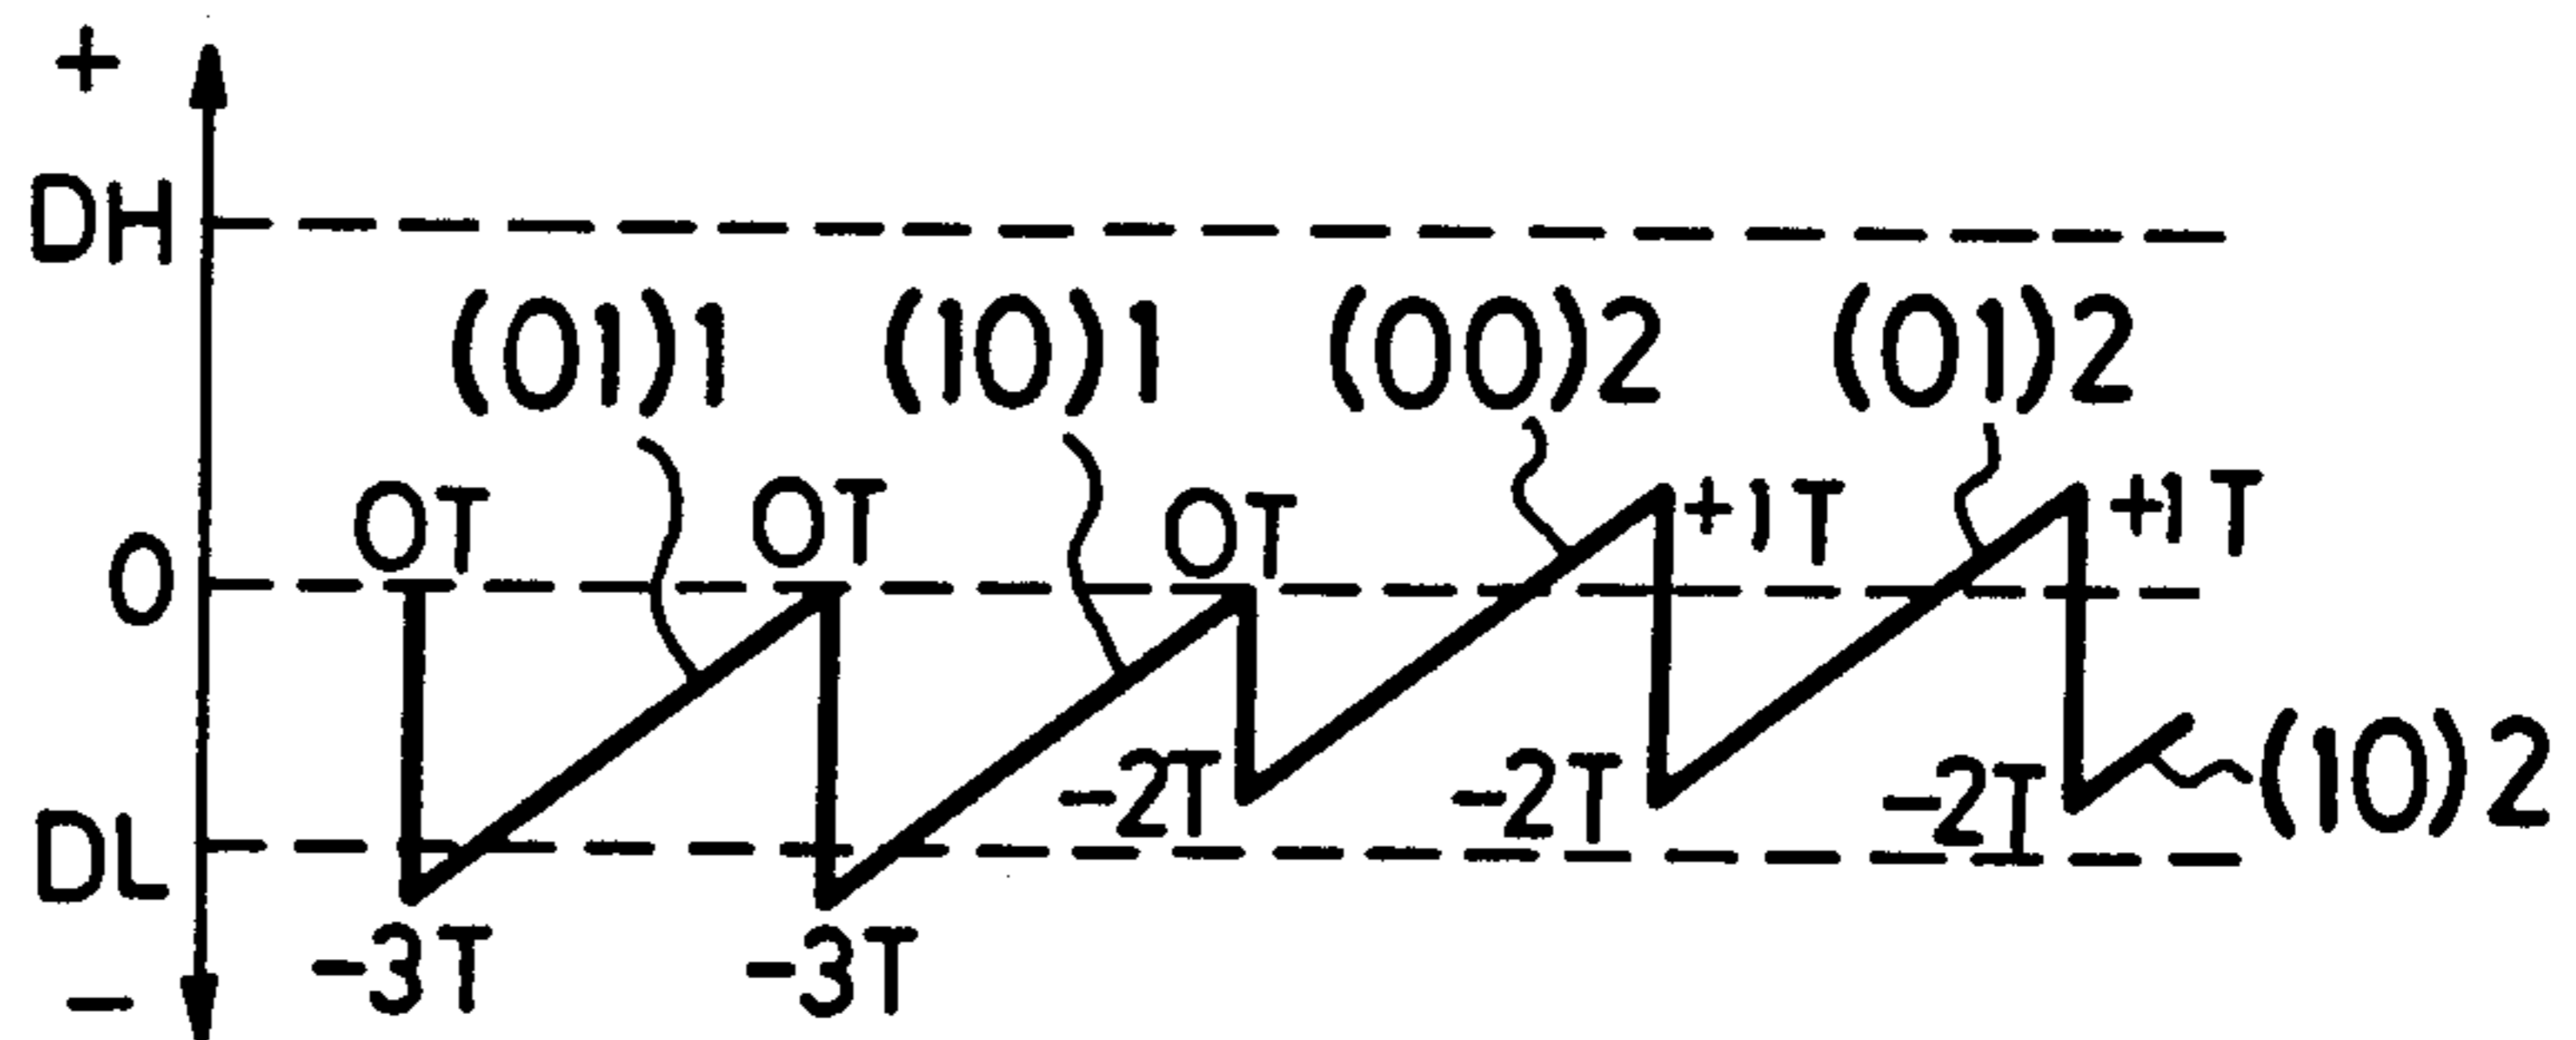 +
DH
(01)1 (10)1 (00)2 (01)2
0T 0T 0T +1T +1T
0
-2T -2T -2T (10)2
DL
-3T -3T
-